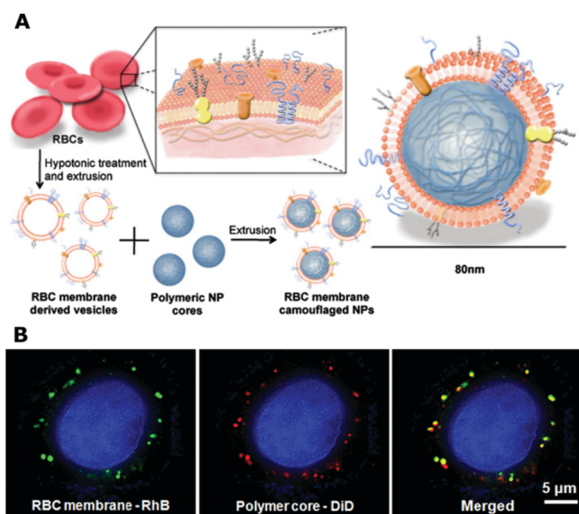 A
RBCs
Hypotonic treatment
and extrusion
Extrusion
RBC membrane
derived vesicles
Polymeric NP
cores
RBC membrane
camouflaged NPs
80nm
B
RBC membrane - RhB
Polymer core - DiD
Merged
5 μm